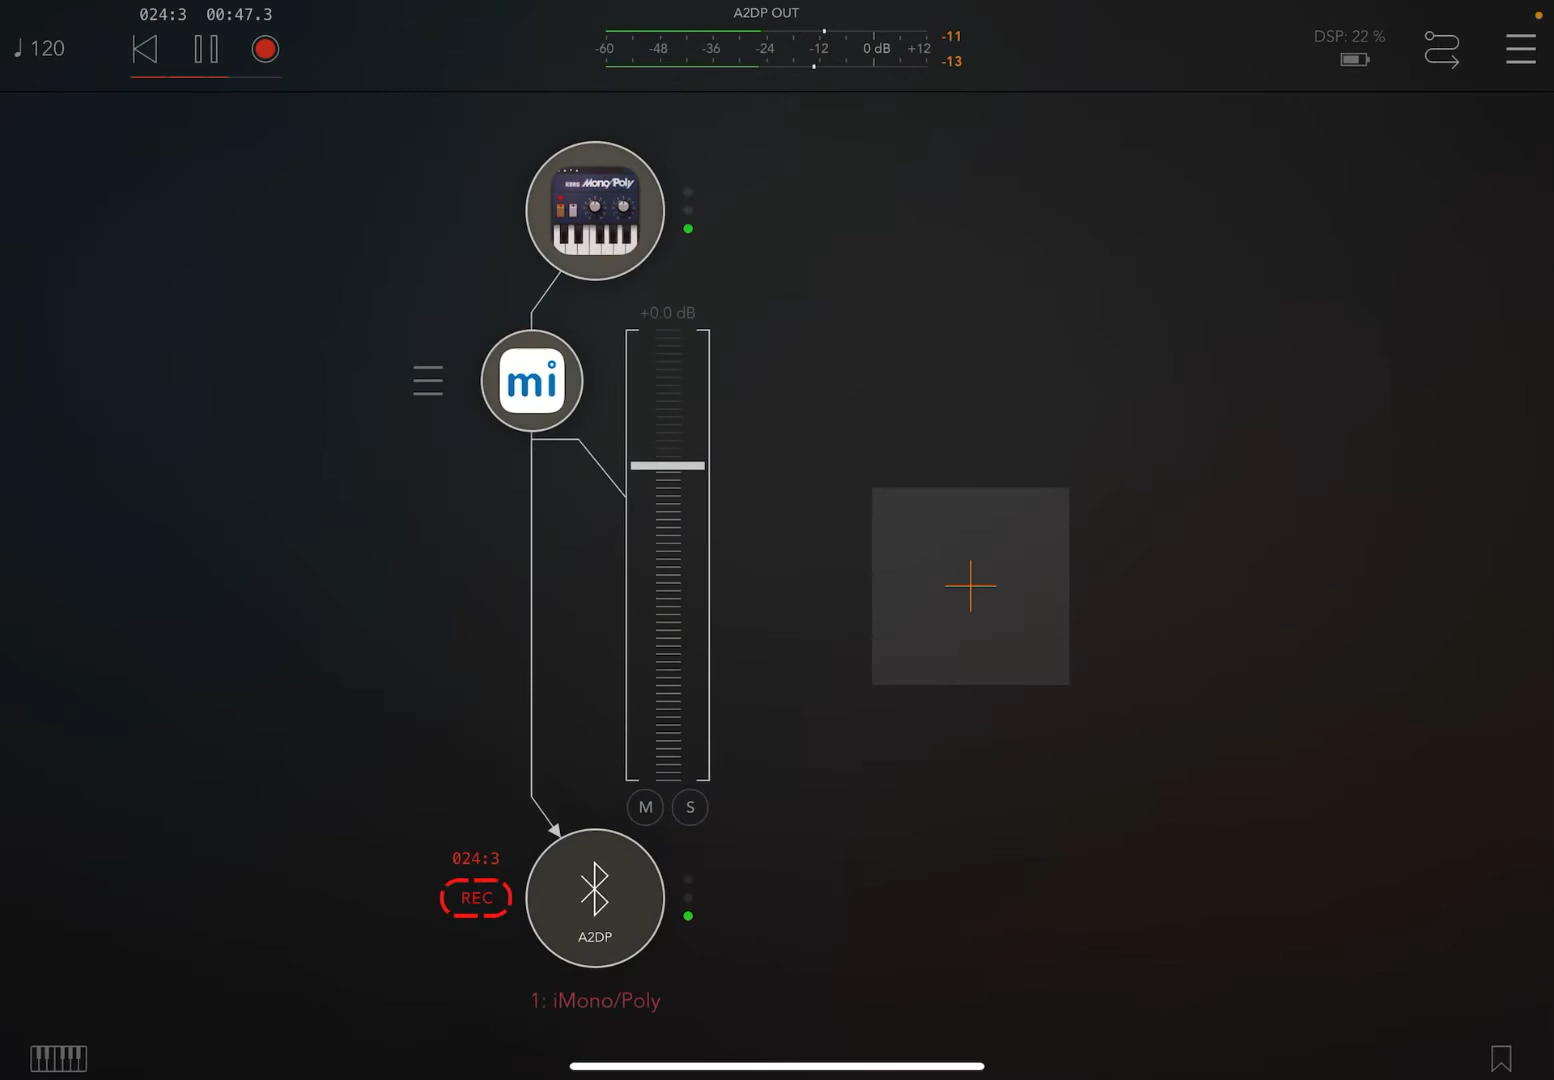 024:3 00:47.3
♩ 120
A2DP OUT
-60 -48 -36 -24 -12 0 dB +12
-11
-13
DSP: 22 %
KORG Mono/Poly
+0.0 dB
mi
M S
024:3
REC
A2DP
1: iMono/Poly